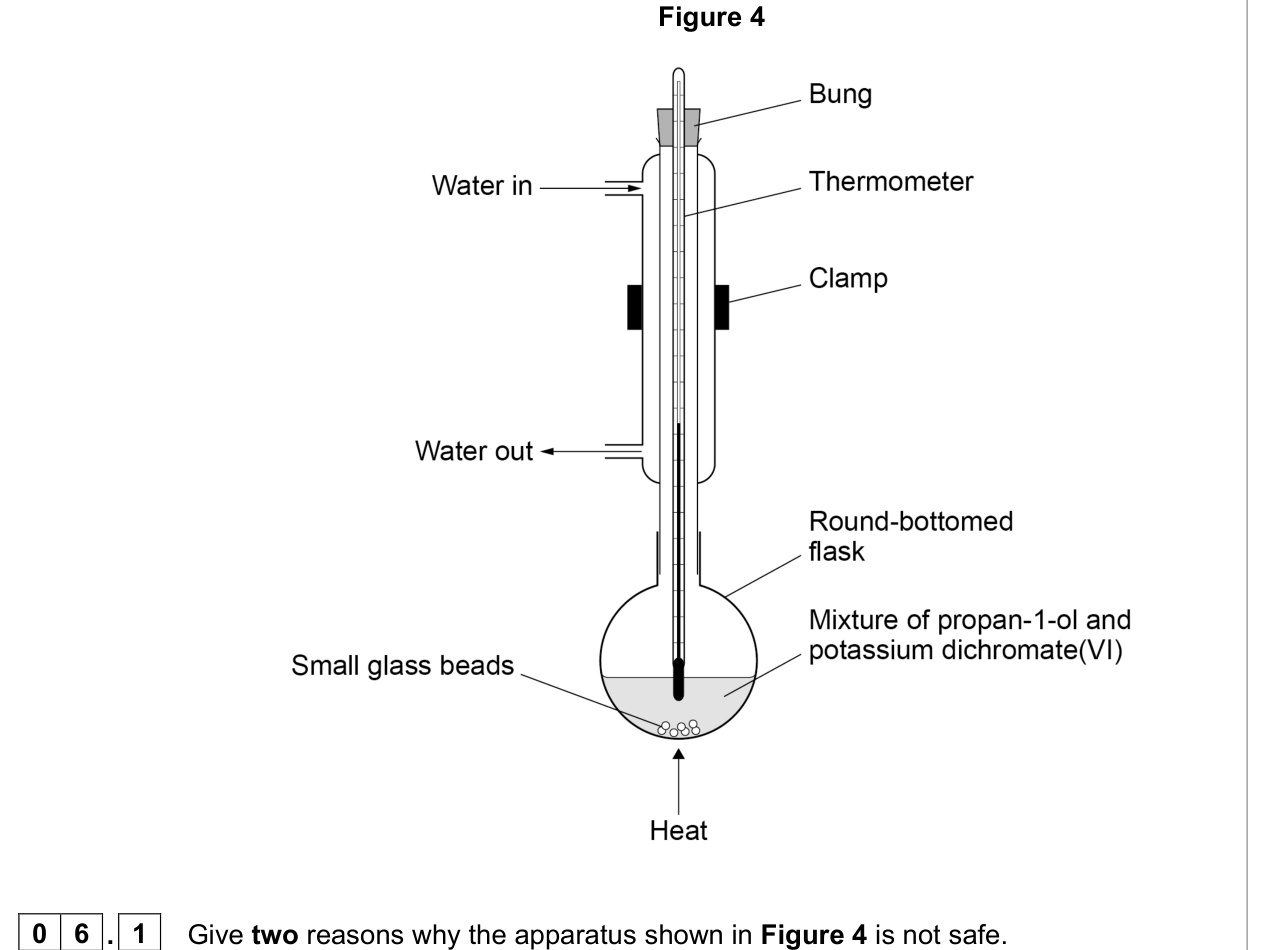 Figure 4
Bung
Water in
Thermometer
Clamp
Water out
Round-bottomed
flask
Mixture of propan-1-ol and
potassium dichromate(VI)
Small glass beads
Heat
0 6 . 1 Give two reasons why the apparatus shown in Figure 4 is not safe.